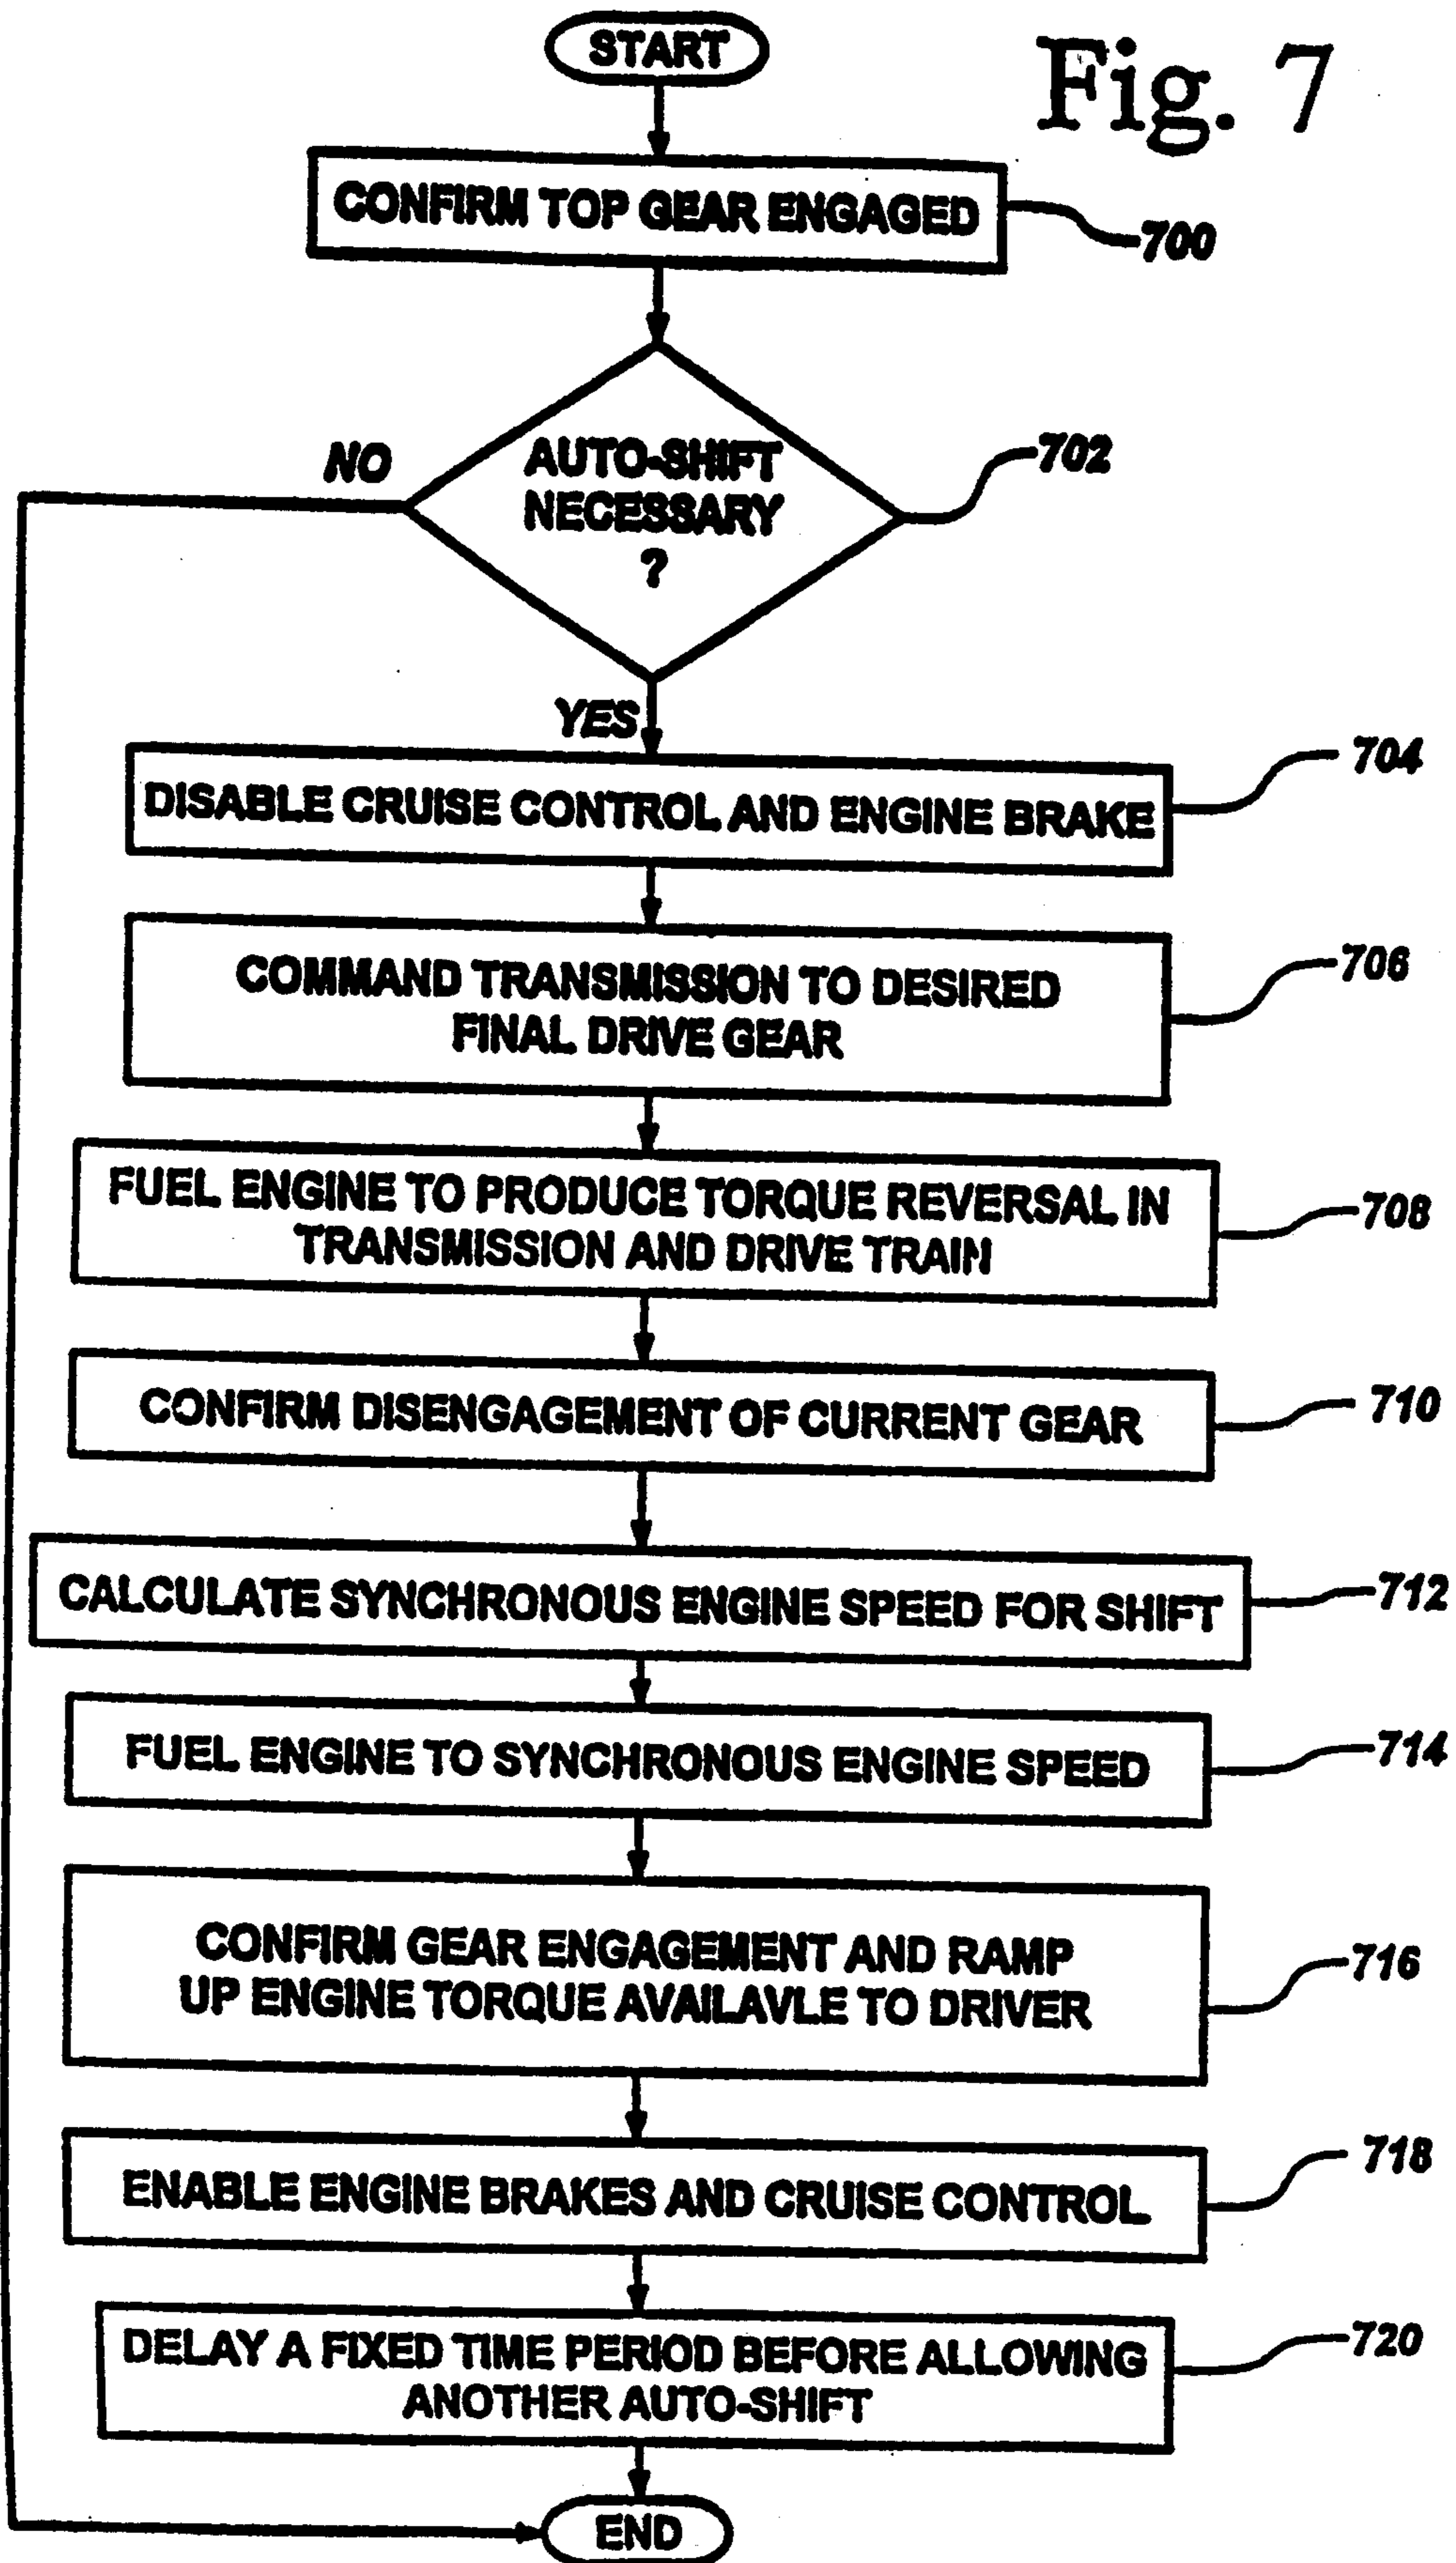 START
Fig. 7
CONFIRM TOP GEAR ENGAGED
700
AUTO-SHIFT
NECESSARY
?
702
NO
YES
DISABLE CRUISE CONTROL AND ENGINE BRAKE
704
COMMAND TRANSMISSION TO DESIRED
FINAL DRIVE GEAR
706
FUEL ENGINE TO PRODUCE TORQUE REVERSAL IN
TRANSMISSION AND DRIVE TRAIN
708
CONFIRM DISENGAGEMENT OF CURRENT GEAR
710
CALCULATE SYNCHRONOUS ENGINE SPEED FOR SHIFT
712
FUEL ENGINE TO SYNCHRONOUS ENGINE SPEED
714
CONFIRM GEAR ENGAGEMENT AND RAMP
UP ENGINE TORQUE AVAILAVLE TO DRIVER
716
ENABLE ENGINE BRAKES AND CRUISE CONTROL
718
DELAY A FIXED TIME PERIOD BEFORE ALLOWING
ANOTHER AUTO-SHIFT
720
END